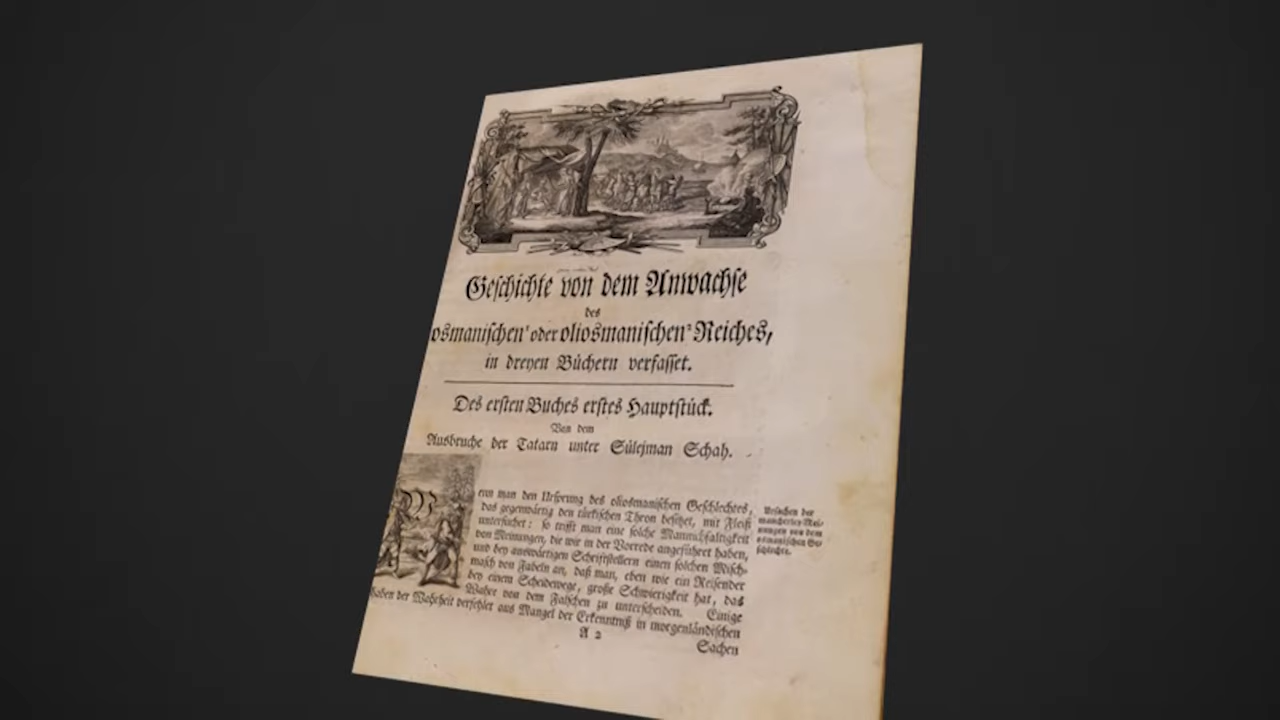 Geschichte von dem Anwachse
des
osmanischen¹ oder oliosmanischen² Reiches,
in dreyen Büchern verfasset.
Des ersten Buches erstes Hauptstück.
Von dem
Ausbruche der Tatarn unter Sülejman Schah.
enn man den Ursprung des oliosmanischen Geschlechtes,
das gegenwärtig den türkischen Thron besitzet, mit Fleiß
untersuchet: so trifft man eine solche Mannichfaltigkeit
von Meinungen, die wir in der Vorrede angeführet haben,
und bey auswärtigen Schriftstellern einen solchen Misch-
masch von Fabeln an, daß man, eben wie ein Reisender
bey einem Scheidewege, große Schwierigkeit hat, das
Wahre von dem Falschen zu unterscheiden. Einige
haben der Wahrheit verfehlet aus Mangel der Erkenntniß in morgenländischen
A 2
Sachen
Ursachen der
mancherley Mei-
nungen von dem
osmanischen Ge-
schlechte.